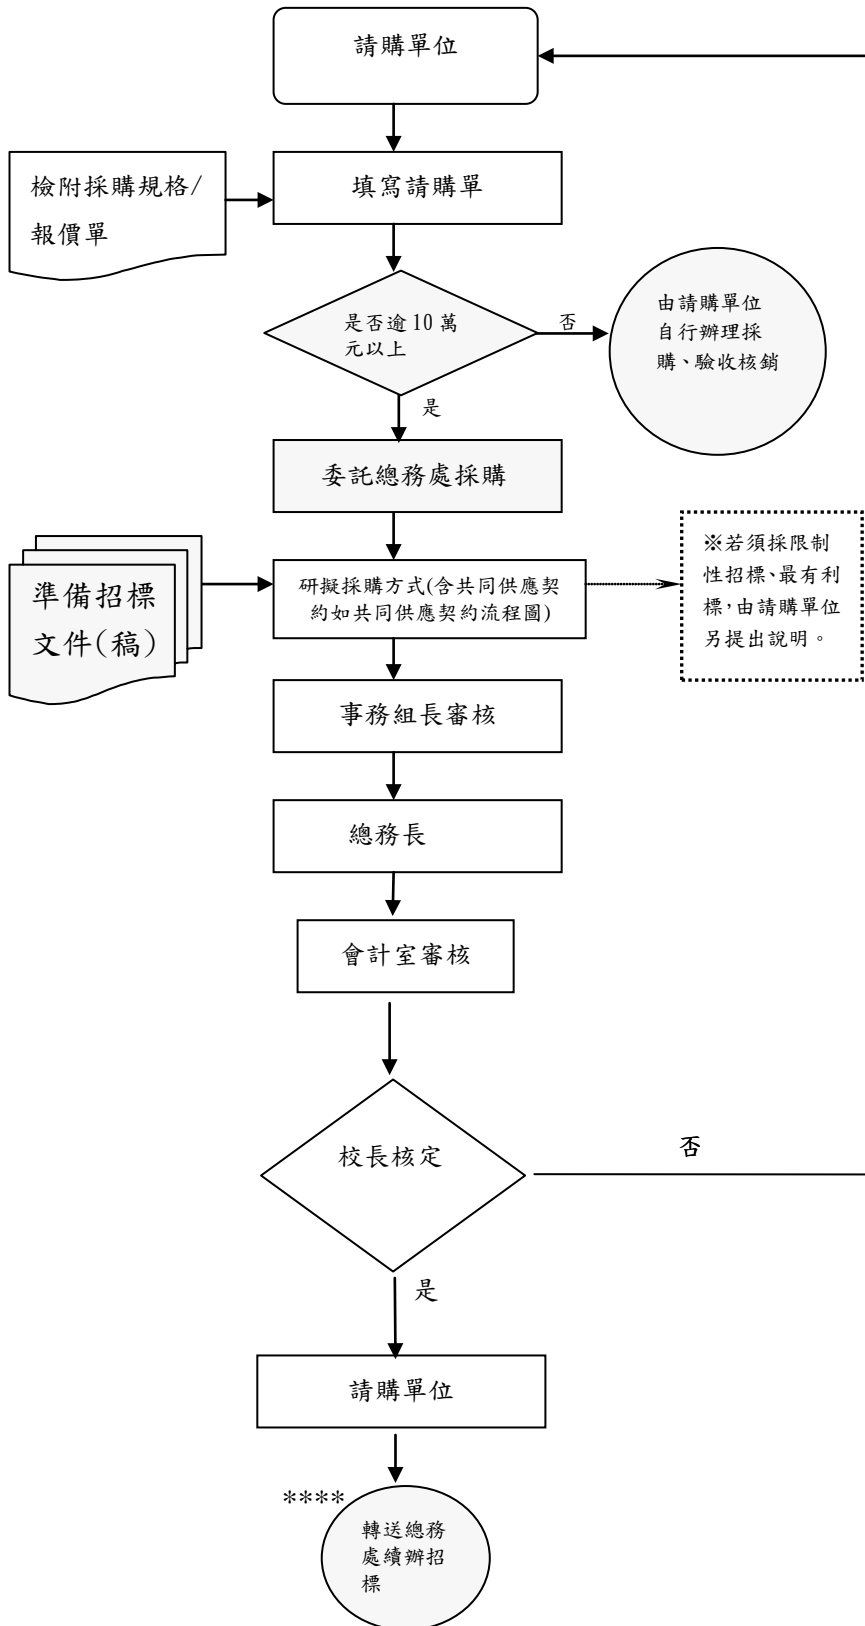 請購單位
檢附採購規格/
報價單
填寫請購單
是否逾10萬
元以上
否
由請購單位
自行辦理採
購、驗收核銷
是
委託總務處採購
準備招標
文件(稿)
研擬採購方式(含共同供應契
約如共同供應契約流程圖)
※若須採限制
性招標、最有利
標，由請購單位
另提出說明。
事務組長審核
總務長
會計室審核
校長核定
否
是
請購單位
****
轉送總務
處續辦招
標